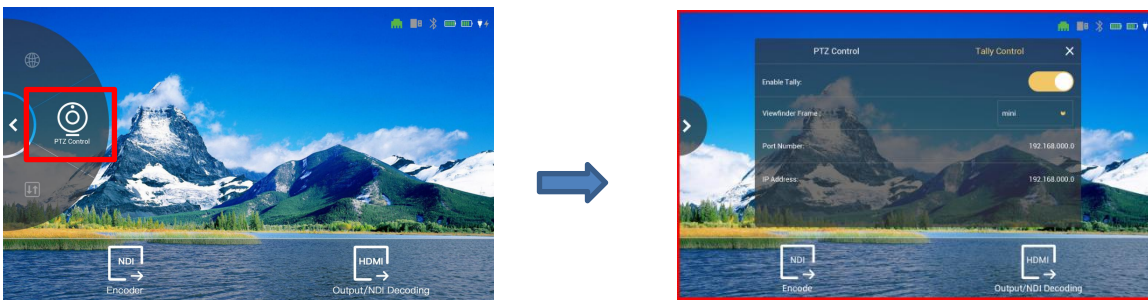 PTZ Control
NDI
Encoder
HDMI
Output/NDI Decoding
PTZ Control
Tally Control
Enable Tally:
Viewfinder Frame :
mini
Port Number:
192.168.000.0
IP Address:
192.168.000.0
NDI
Encode
HDMI
Output/NDI Decoding